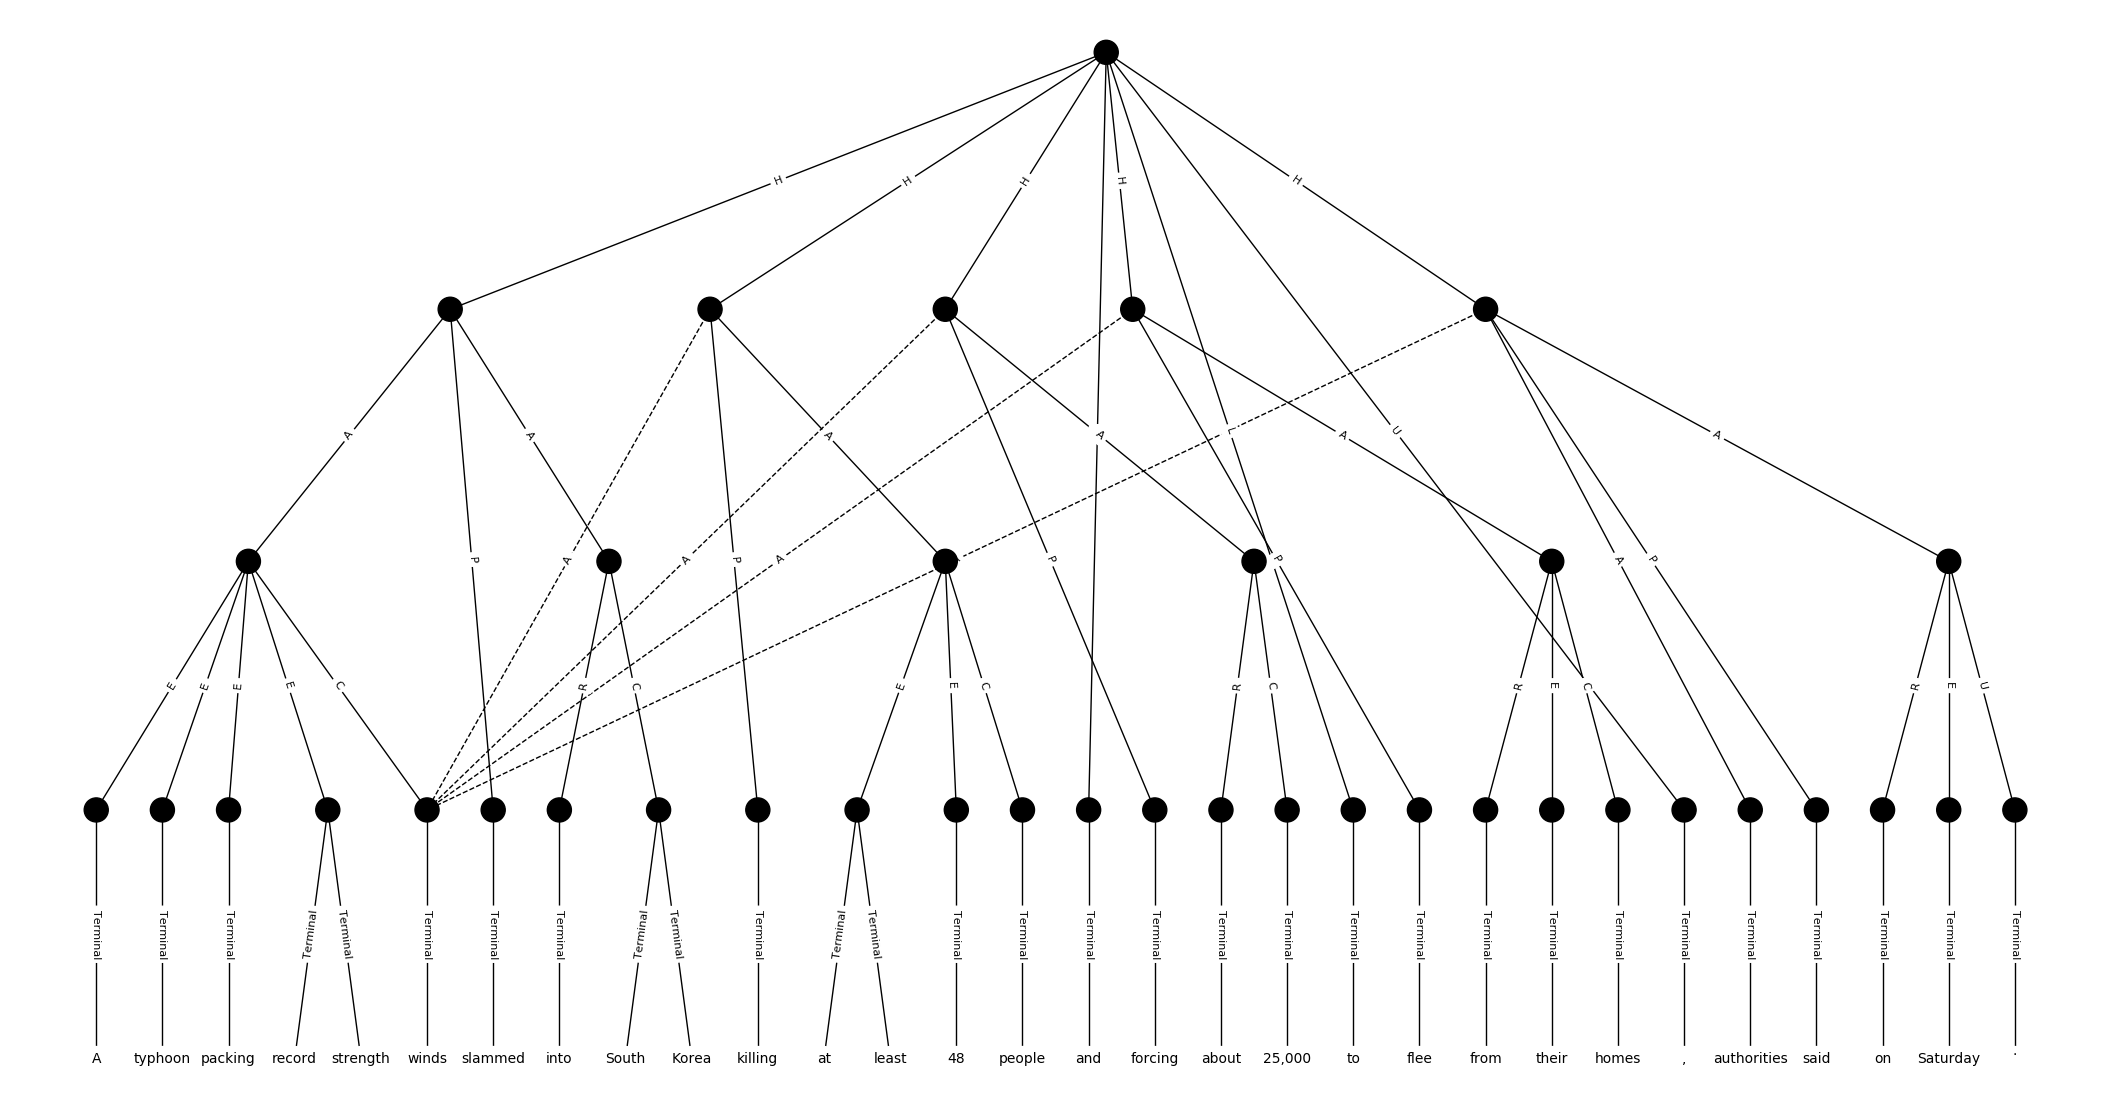 H H H H H
A A A A L A U A
P A A A P P P A P
E E E E C R C E E C R C R E C R E U
Terminal Terminal Terminal Terminal Terminal Terminal Terminal Terminal Terminal Terminal Terminal Terminal Terminal Terminal Terminal Terminal Terminal Terminal Terminal Terminal Terminal Terminal Terminal Terminal Terminal Terminal Terminal Terminal Terminal Terminal
A typhoon packing record strength winds slammed into South Korea killing at least 48 people and forcing about 25,000 to flee from their homes , authorities said on Saturday .